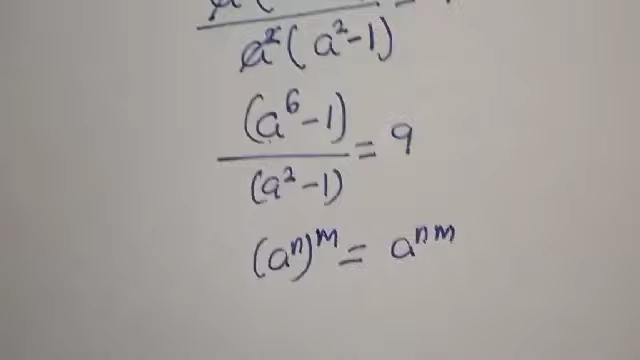 a²(a²-1)
(a⁶-1)
/(a²-1) = 9
(aⁿ)ᵐ = aⁿᵐ